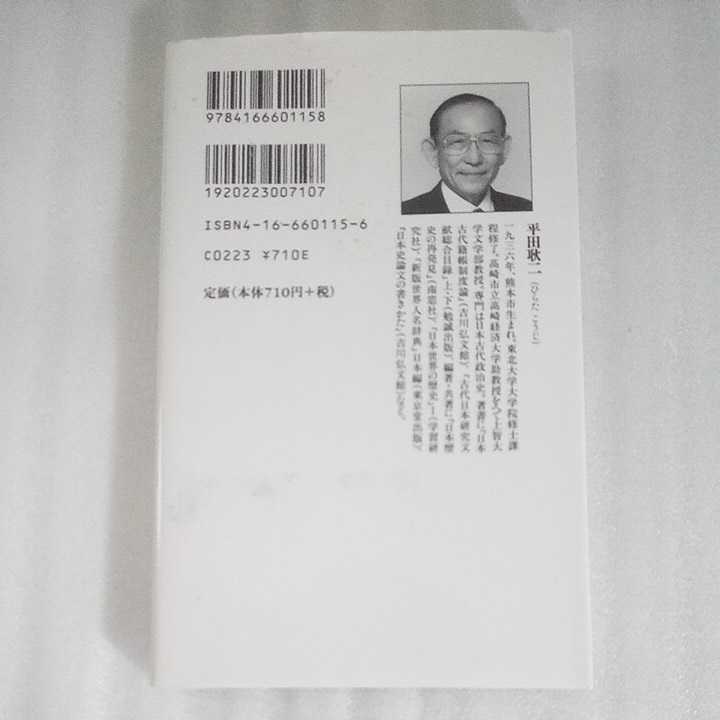 9784166601158
1920223007107
ISBN4-16-660115-6
C0223 ¥710E
定価(本体710円+税)
平田耿二(ひらた こうじ)
一九三六年、熊本市生まれ。東北大学大学院修士課
程修了。高崎市立高崎経済大学助教授をへて上智大
学文学部教授。専門は日本古代政治史。著書に『日本
古代籍帳制度論』(吉川弘文館)、『古代日本研究文
献総合目録』上・下(勉誠出版)、編著・共著に『日本歴
史の再発見』(南窓社)、『日本世界の歴史』1(学習研
究社)、『新版世界人名辞典』日本編(東京堂出版)、
『日本史論文の書きかた』(吉川弘文館)など。